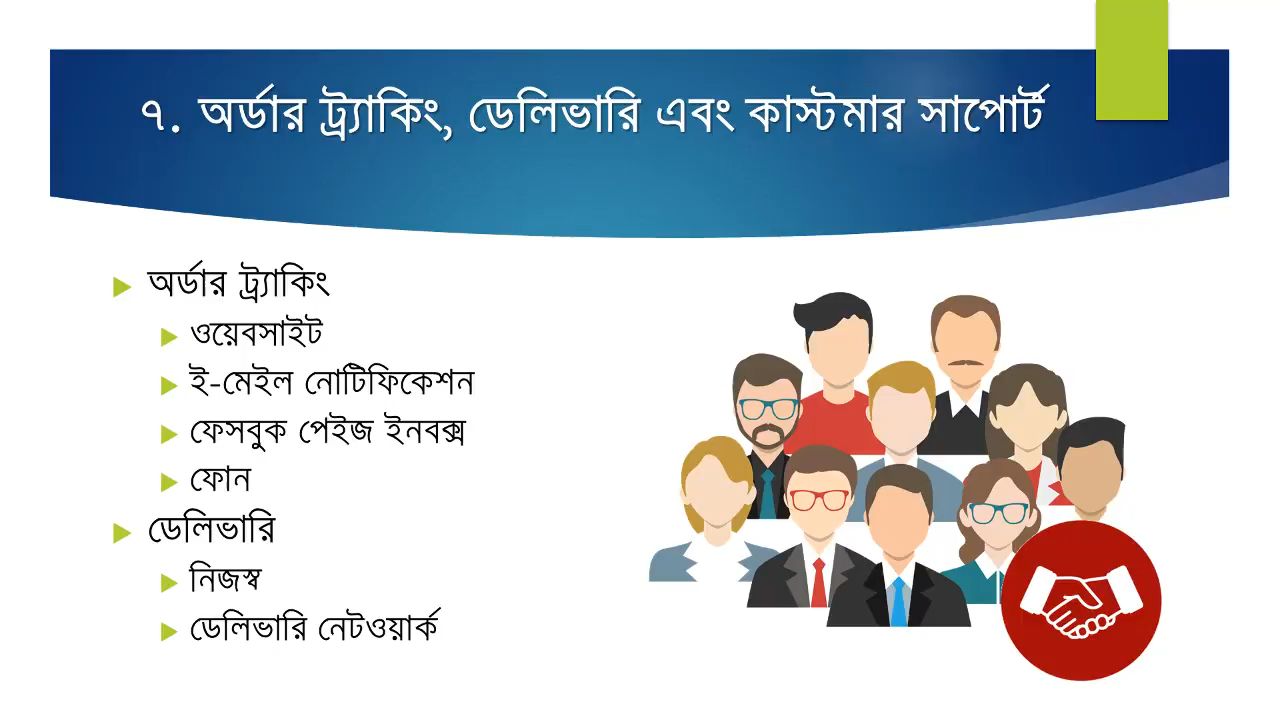 ৭. অর্ডার ট্র্যাকিং, ডেলিভারি এবং কাস্টমার সাপোর্ট
অর্ডার ট্র্যাকিং
ওয়েবসাইট
ই-মেইল নোটিফিকেশন
ফেসবুক পেইজ ইনবক্স
ফোন
ডেলিভারি
নিজস্ব
ডেলিভারি নেটওয়ার্ক